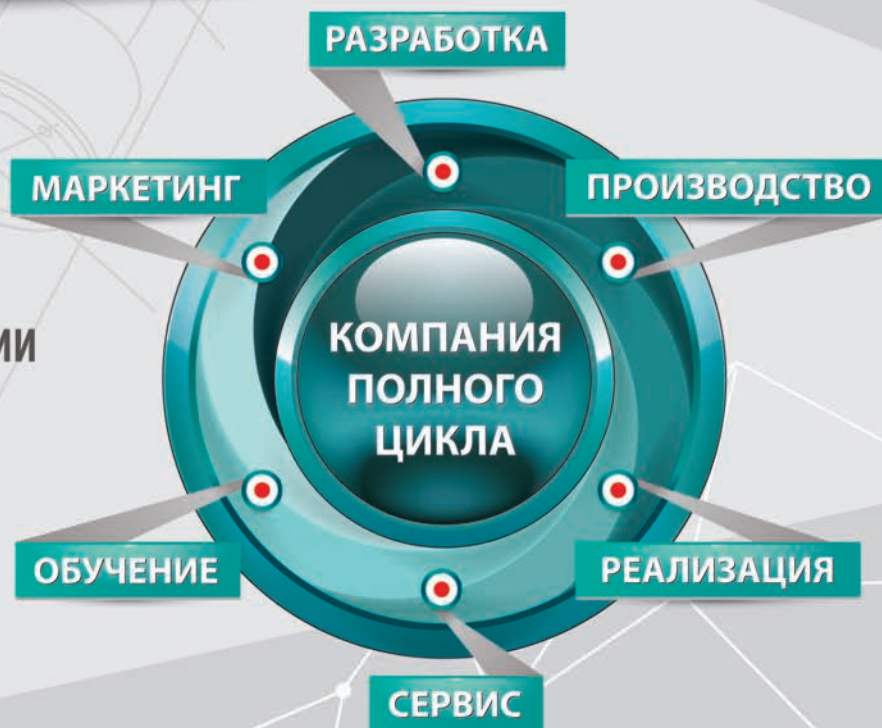 РАЗРАБОТКА
МАРКЕТИНГ
ПРОИЗВОДСТВО
КОМПАНИЯ
ПОЛНОГО
ЦИКЛА
ОБУЧЕНИЕ
РЕАЛИЗАЦИЯ
СЕРВИС